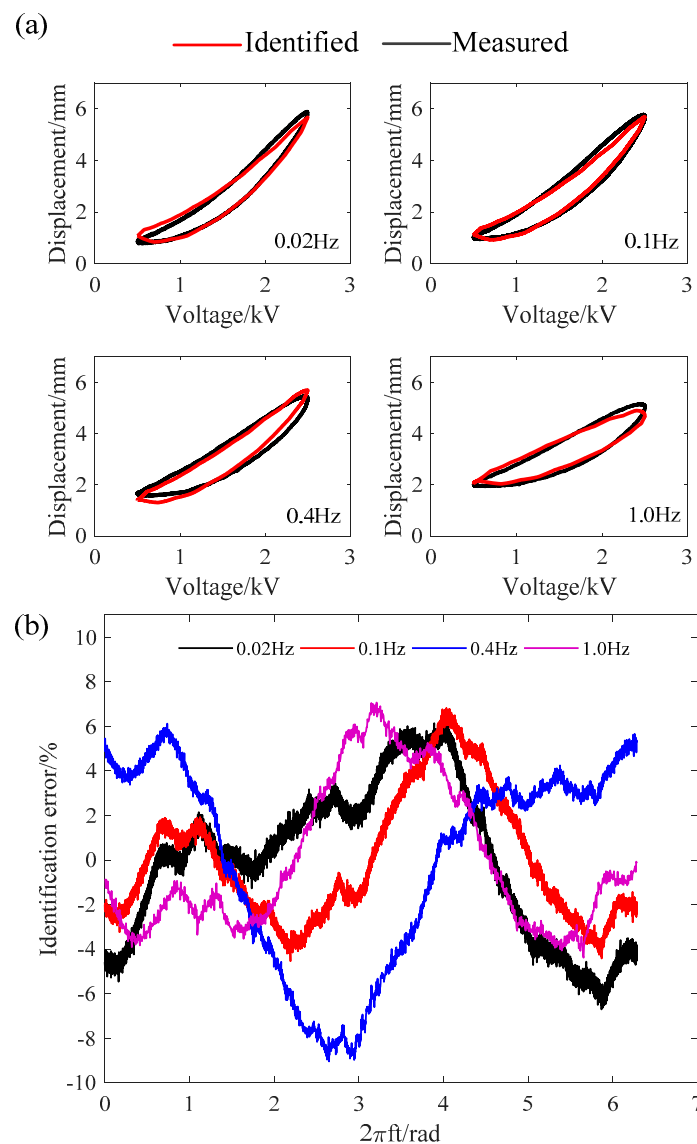 (a)
Identified Measured
Displacement/mm
6
4
2
0
0.02Hz
0 1 2 3
Voltage/kV
Displacement/mm
6
4
2
0
0.1Hz
0 1 2 3
Voltage/kV
Displacement/mm
6
4
2
0
0.4Hz
0 1 2 3
Voltage/kV
Displacement/mm
6
4
2
0
1.0Hz
0 1 2 3
Voltage/kV
(b)
0.02Hz 0.1Hz 0.4Hz 1.0Hz
Identification error/%
10
8
6
4
2
0
-2
-4
-6
-8
-10
0 1 2 3 4 5 6 7
2πft/rad